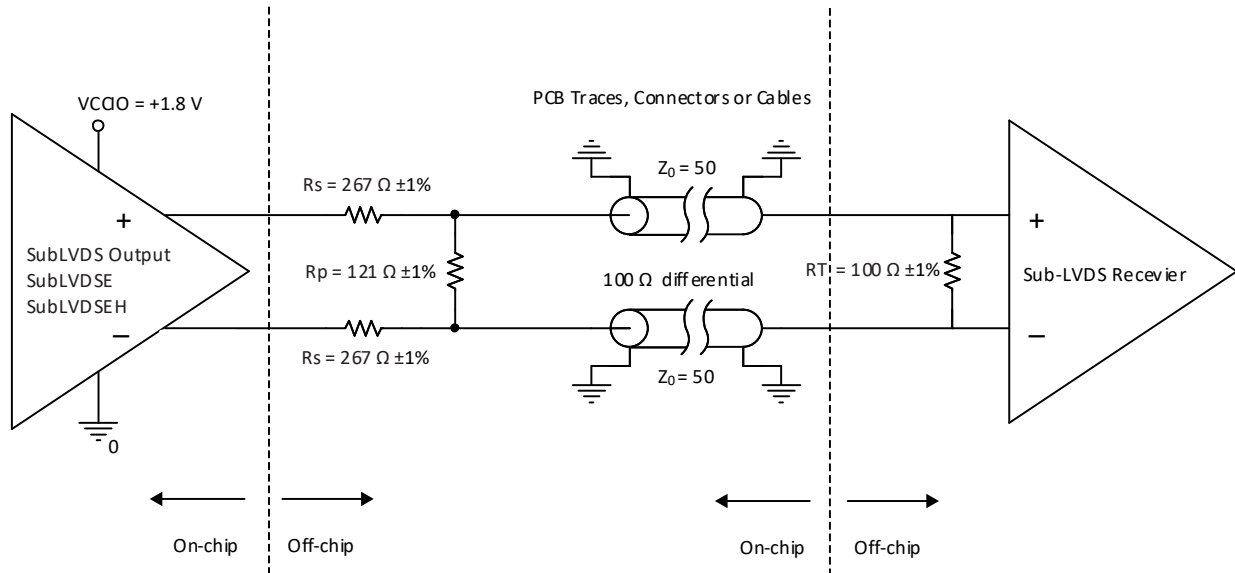 VCCIO = +1.8 V
PCB Traces, Connectors or Cables
Z0 = 50
Rs = 267 Ω ±1%
+
+
SubLVDS Output
SubLVDSE
SubLVDSEH
Rp = 121 Ω ±1%
100 Ω differential
RT = 100 Ω ±1%
Sub-LVDS Recevier
−
−
Rs = 267 Ω ±1%
Z0 = 50
0
On-chip
Off-chip
On-chip
Off-chip